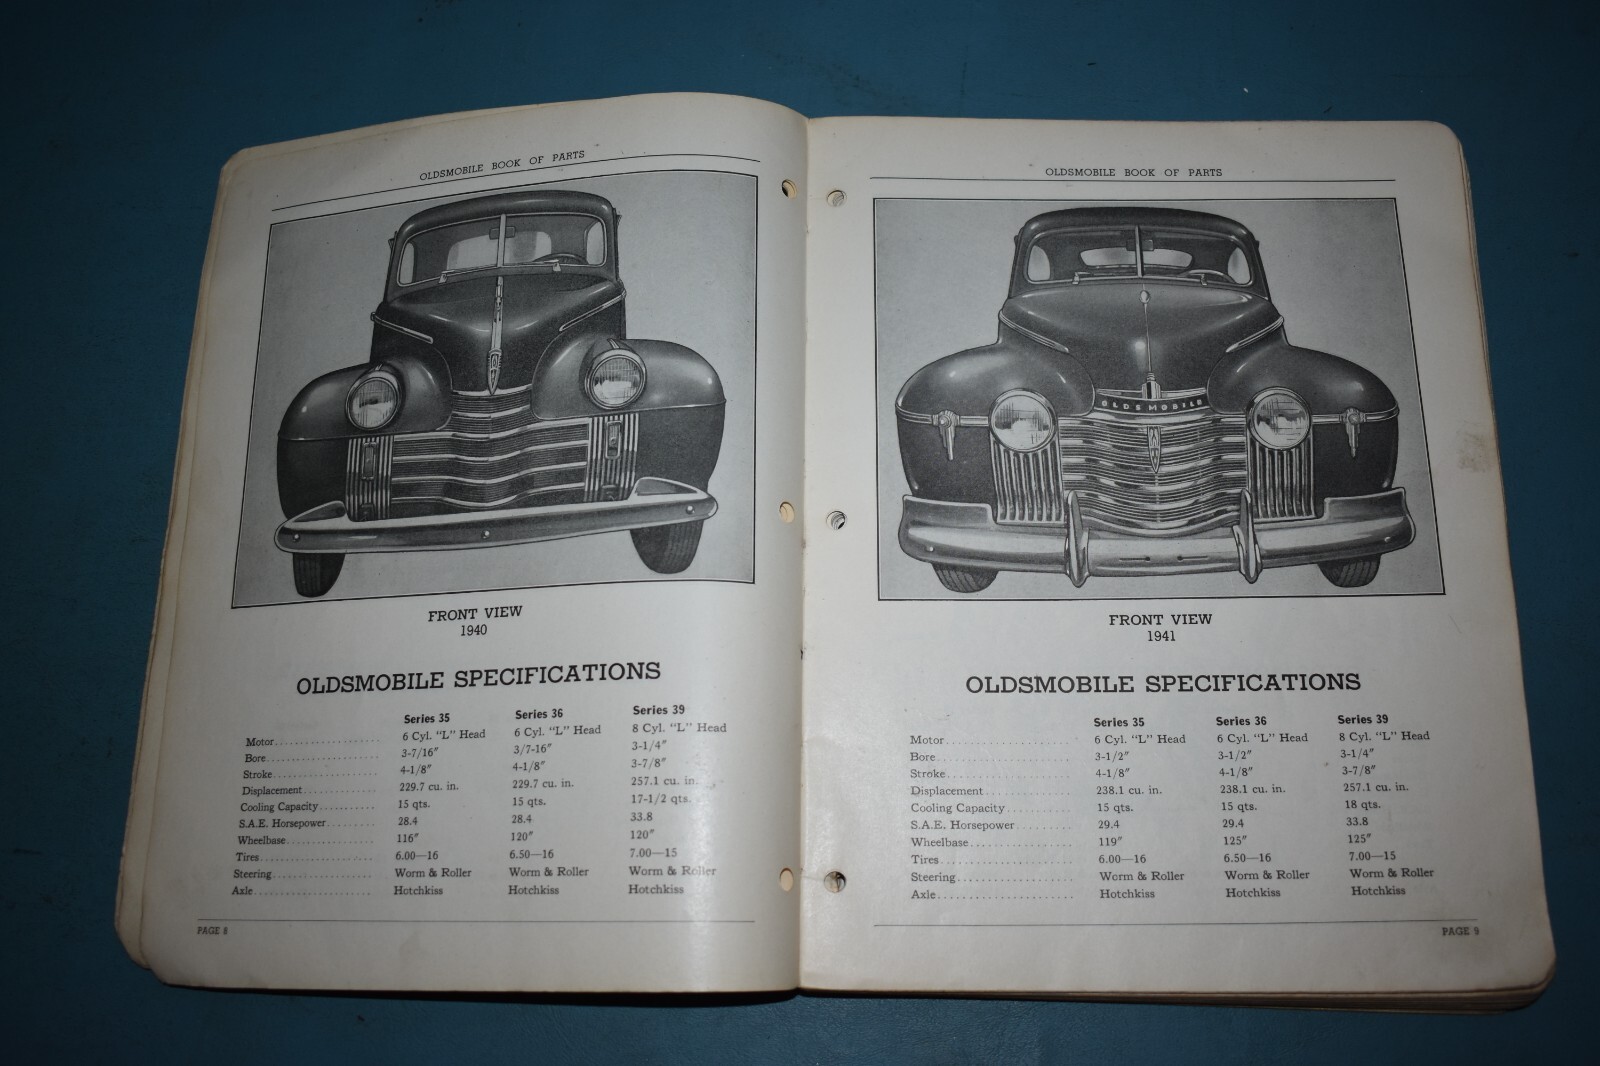 OLDSMOBILE BOOK OF PARTS
FRONT VIEW
1940
OLDSMOBILE SPECIFICATIONS
Series 35 Series 36 Series 39
Motor 6 Cyl. "L" Head 6 Cyl. "L" Head 8 Cyl. "L" Head
Bore 3-7/16" 3/7-16" 3-1/4"
Stroke 4-1/8" 4-1/8" 3-7/8"
Displacement 229.7 cu. in. 229.7 cu. in. 257.1 cu. in.
Cooling Capacity 15 qts. 15 qts. 17-1/2 qts.
S.A.E. Horsepower 28.4 28.4 33.8
Wheelbase 116" 120" 120"
Tires 6.00—16 6.50—16 7.00—15
Steering Worm & Roller Worm & Roller Worm & Roller
Axle Hotchkiss Hotchkiss Hotchkiss
PAGE 8
OLDSMOBILE BOOK OF PARTS
OLDSMOBILE
FRONT VIEW
1941
OLDSMOBILE SPECIFICATIONS
Series 35 Series 36 Series 39
Motor 6 Cyl. "L" Head 6 Cyl. "L" Head 8 Cyl. "L" Head
Bore 3-1/2" 3-1/2" 3-1/4"
Stroke 4-1/8" 4-1/8" 3-7/8"
Displacement 238.1 cu. in. 238.1 cu. in. 257.1 cu. in.
Cooling Capacity 15 qts. 15 qts. 18 qts.
S.A.E. Horsepower 29.4 29.4 33.8
Wheelbase 119" 125" 125"
Tires 6.00—16 6.50—16 7.00—15
Steering Worm & Roller Worm & Roller Worm & Roller
Axle Hotchkiss Hotchkiss Hotchkiss
PAGE 9